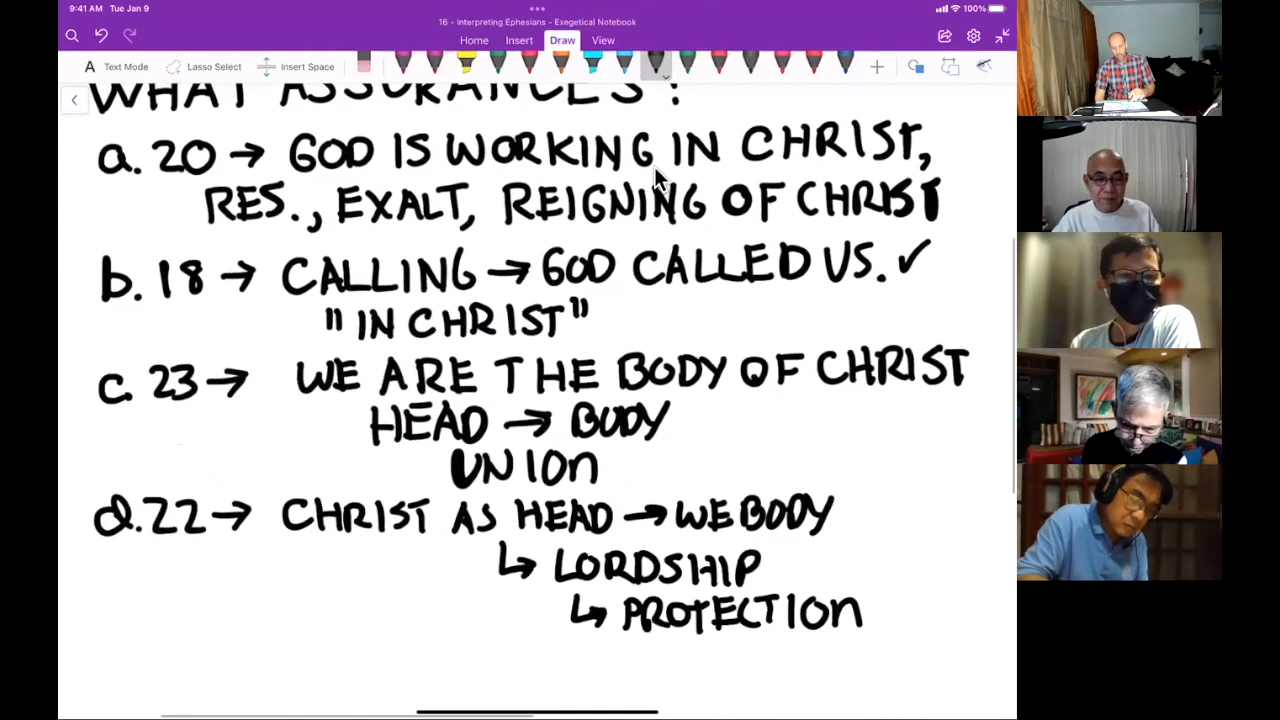 9:41 AM Tue Jan 9
100%
16 - Interpreting Ephesians - Exegetical Notebook
Home Insert Draw View
A Text Mode Lasso Select Insert Space
WHAT ASSURANCES?
a. 20 → GOD IS WORKING IN CHRIST,
RES., EXALT, REIGNING OF CHRIST
b. 18 → CALLING → GOD CALLED US. ✓
"IN CHRIST"
c. 23 → WE ARE THE BODY OF CHRIST
HEAD → BODY
UNION
d. 22 → CHRIST AS HEAD → WE BODY
↳ LORDSHIP
↳ PROTECTION